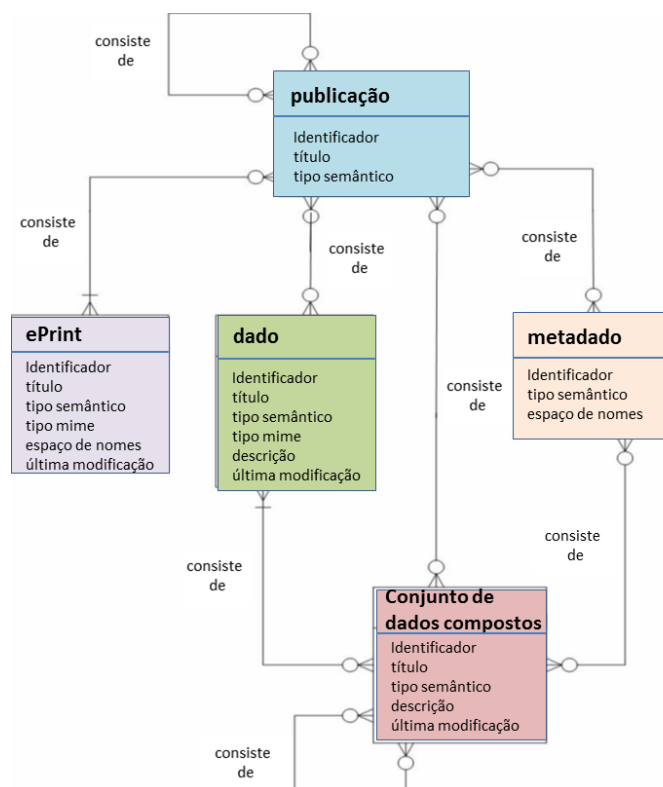 consiste
de
publicação
Identificador
título
tipo semântico
consiste
de
consiste
de
consiste
de
ePrint
Identificador
título
tipo semântico
tipo mime
espaço de nomes
última modificação
dado
Identificador
título
tipo semântico
tipo mime
descrição
última modificação
consiste
de
metadado
Identificador
tipo semântico
espaço de nomes
consiste
de
consiste
de
Conjunto de
dados compostos
Identificador
título
tipo semântico
descrição
última modificação
consiste
de